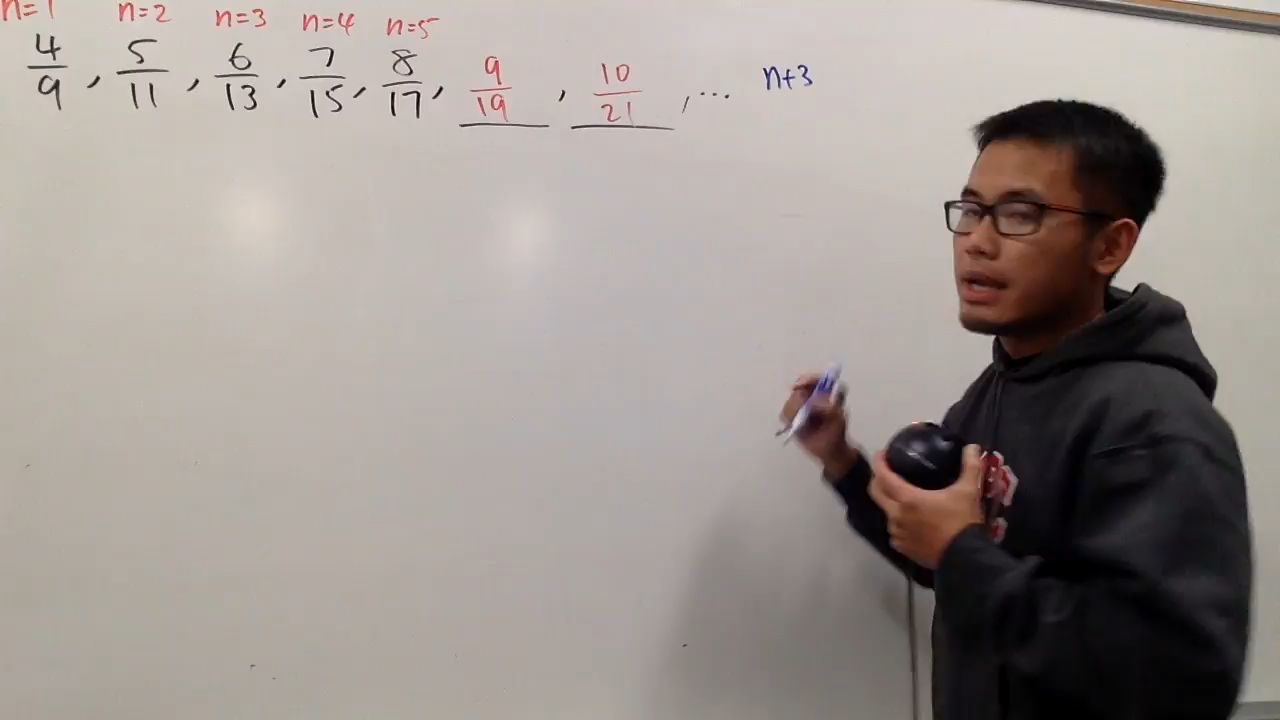 n=1 n=2 n=3 n=4 n=5
4/9 , 5/11 , 6/13 , 7/15 , 8/17 , 9/19 , 10/21 , ... n+3